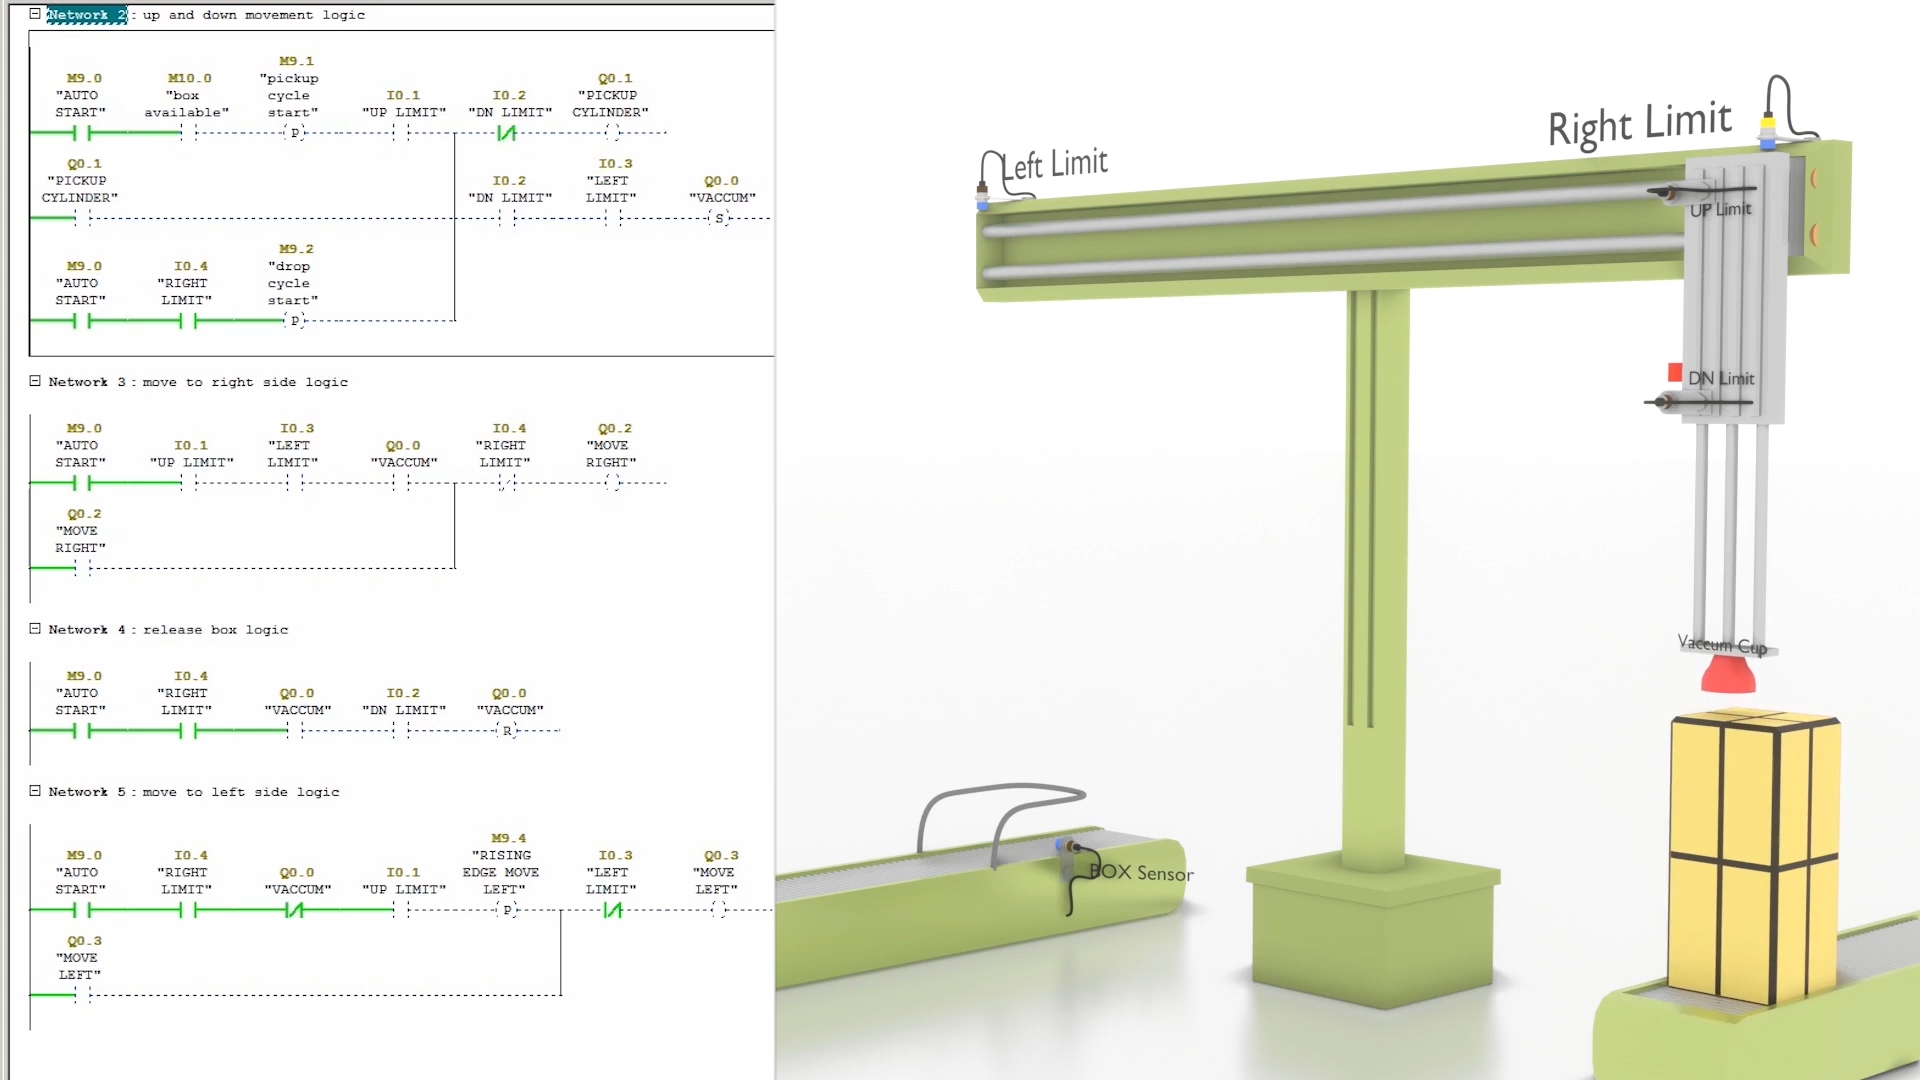 Network 2: up and down movement logic
M9.1
M9.0 M10.0 "pickup Q0.1
"AUTO "box cycle I0.1 I0.2 "PICKUP
START" available" start" "UP LIMIT" "DN LIMIT" CYLINDER"
P
Q0.1 I0.3
"PICKUP I0.2 "LEFT Q0.0
CYLINDER" "DN LIMIT" LIMIT" "VACCUM"
S
M9.2
M9.0 I0.4 "drop
"AUTO "RIGHT cycle
START" LIMIT" start"
P
Network 3: move to right side logic
M9.0 I0.3 I0.4 Q0.2
"AUTO I0.1 "LEFT Q0.0 "RIGHT "MOVE
START" "UP LIMIT" LIMIT" "VACCUM" LIMIT" RIGHT"
Q0.2
"MOVE
RIGHT"
Network 4: release box logic
M9.0 I0.4
"AUTO "RIGHT Q0.0 I0.2 Q0.0
START" LIMIT" "VACCUM" "DN LIMIT" "VACCUM"
R
Network 5: move to left side logic
M9.4
M9.0 I0.4 "RISING I0.3 Q0.3
"AUTO "RIGHT Q0.0 I0.1 EDGE MOVE "LEFT "MOVE
START" LIMIT" "VACCUM" "UP LIMIT" LEFT" LIMIT" LEFT"
P
Q0.3
"MOVE
LEFT"
Left Limit
Right Limit
UP Limit
DN Limit
Vaccum Cup
BOX Sensor